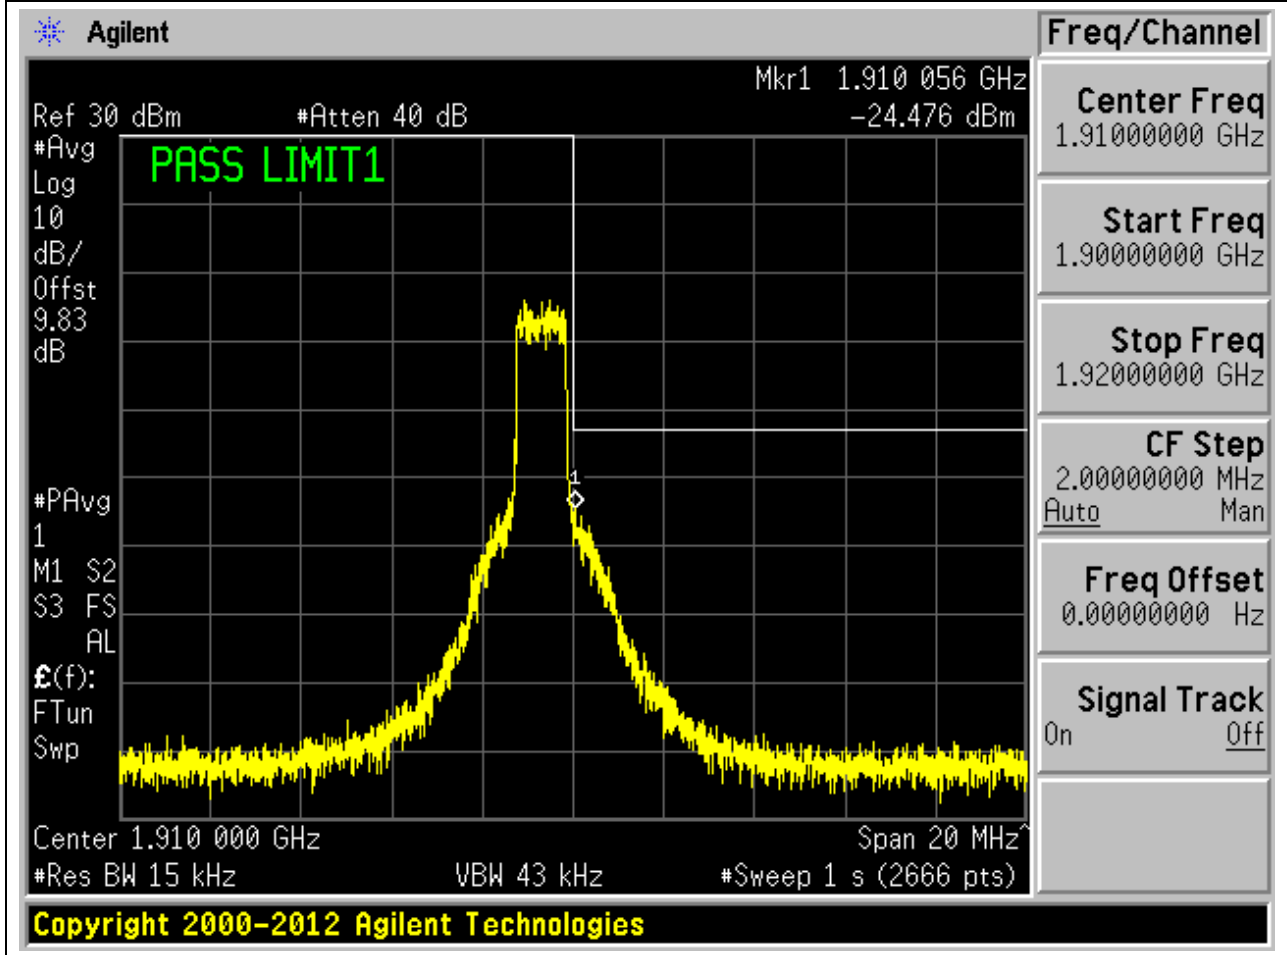 Agilent
Freq/Channel
Mkr1 1.910 056 GHz
Ref 30 dBm #Atten 40 dB -24.476 dBm
#Avg
Log
10
dB/
Offst
9.83
dB
#PAvg
1
M1 S2
S3 FS
AL
£(f):
FTun
Swp
PASS LIMIT1
1
Center 1.910 000 GHz Span 20 MHz^
#Res BW 15 kHz VBW 43 kHz #Sweep 1 s (2666 pts)
Center Freq
1.91000000 GHz
Start Freq
1.90000000 GHz
Stop Freq
1.92000000 GHz
CF Step
2.00000000 MHz
Auto Man
Freq Offset
0.00000000 Hz
Signal Track
On Off
Copyright 2000-2012 Agilent Technologies